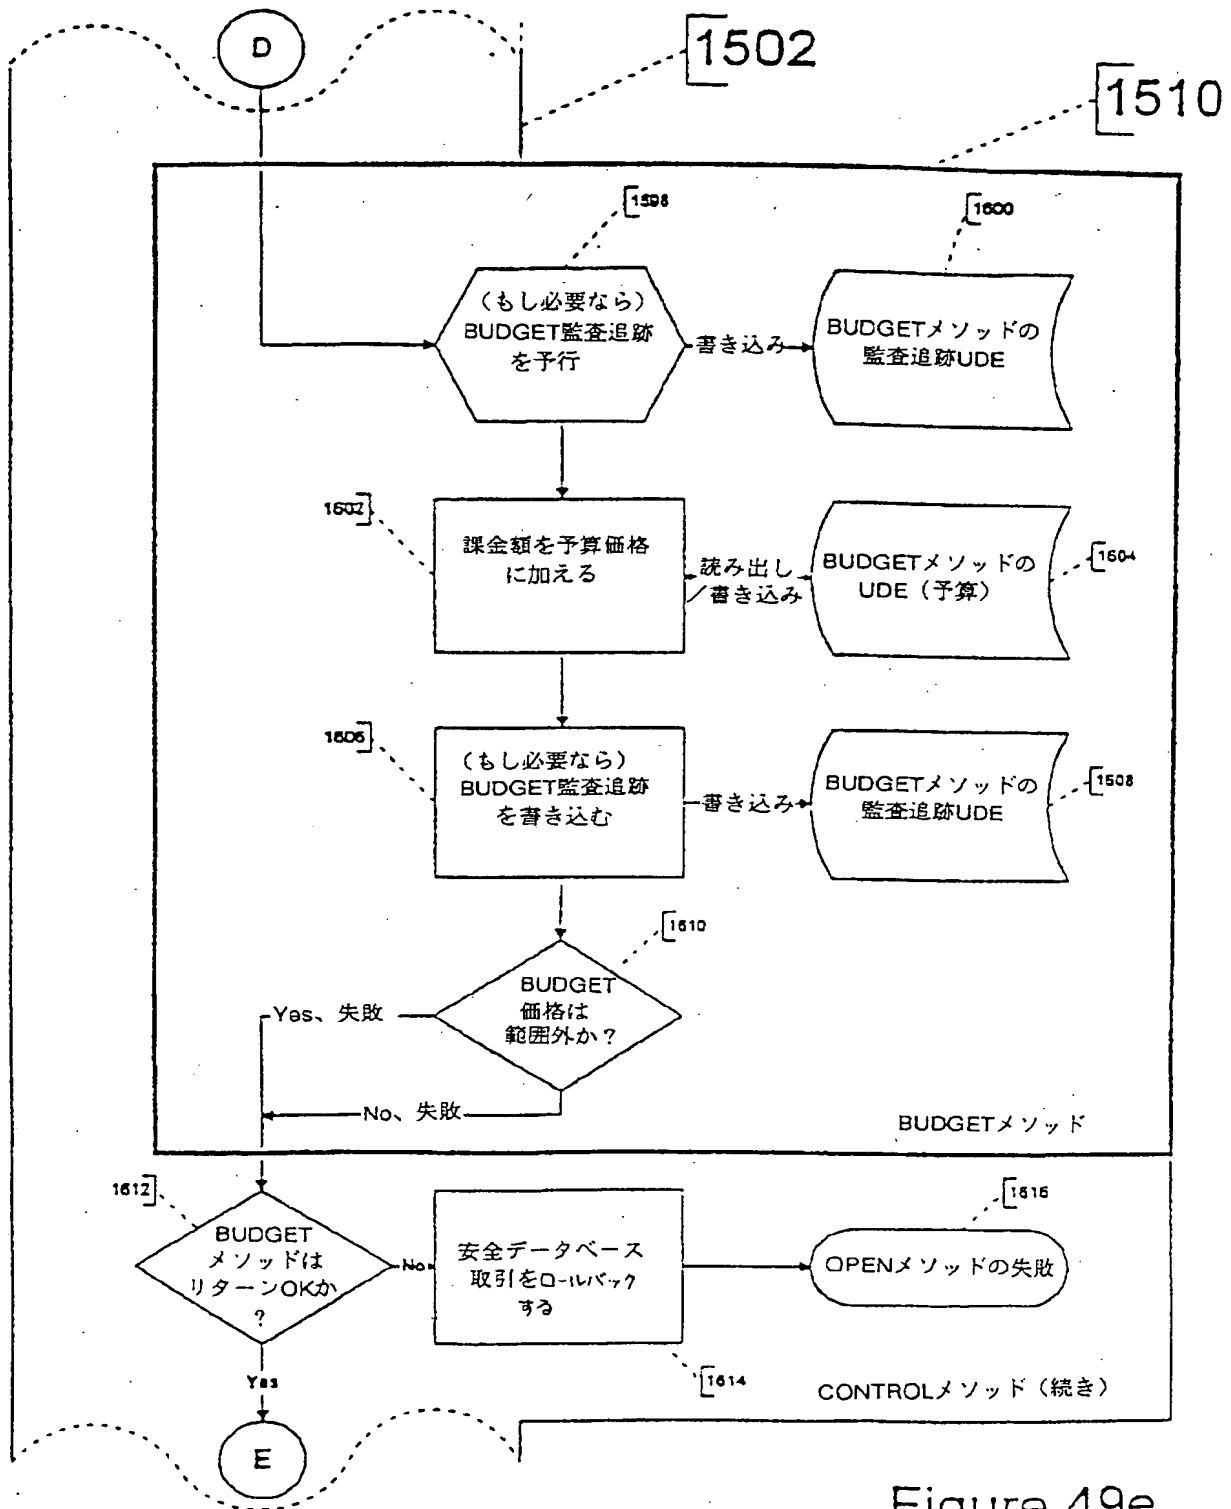 D
1502
1510
1598
1600
（もし必要なら）
BUDGET監査追跡
を予行
書き込み
BUDGETメソッドの
監査追跡UDE
1602
課金額を予算価格
に加える
読み出し
／書き込み
BUDGETメソッドの
UDE（予算）
1604
1606
（もし必要なら）
BUDGET監査追跡
を書き込む
書き込み
BUDGETメソッドの
監査追跡UDE
1608
1610
BUDGET
価格は
範囲外か？
Yes、失敗
No、失敗
BUDGETメソッド
1612
BUDGET
メソッドは
リターンOKか
？
No
安全データベース
取引をロールバック
する
1616
OPENメソッドの失敗
Yes
1614
CONTROLメソッド（続き）
E
Figure 49e